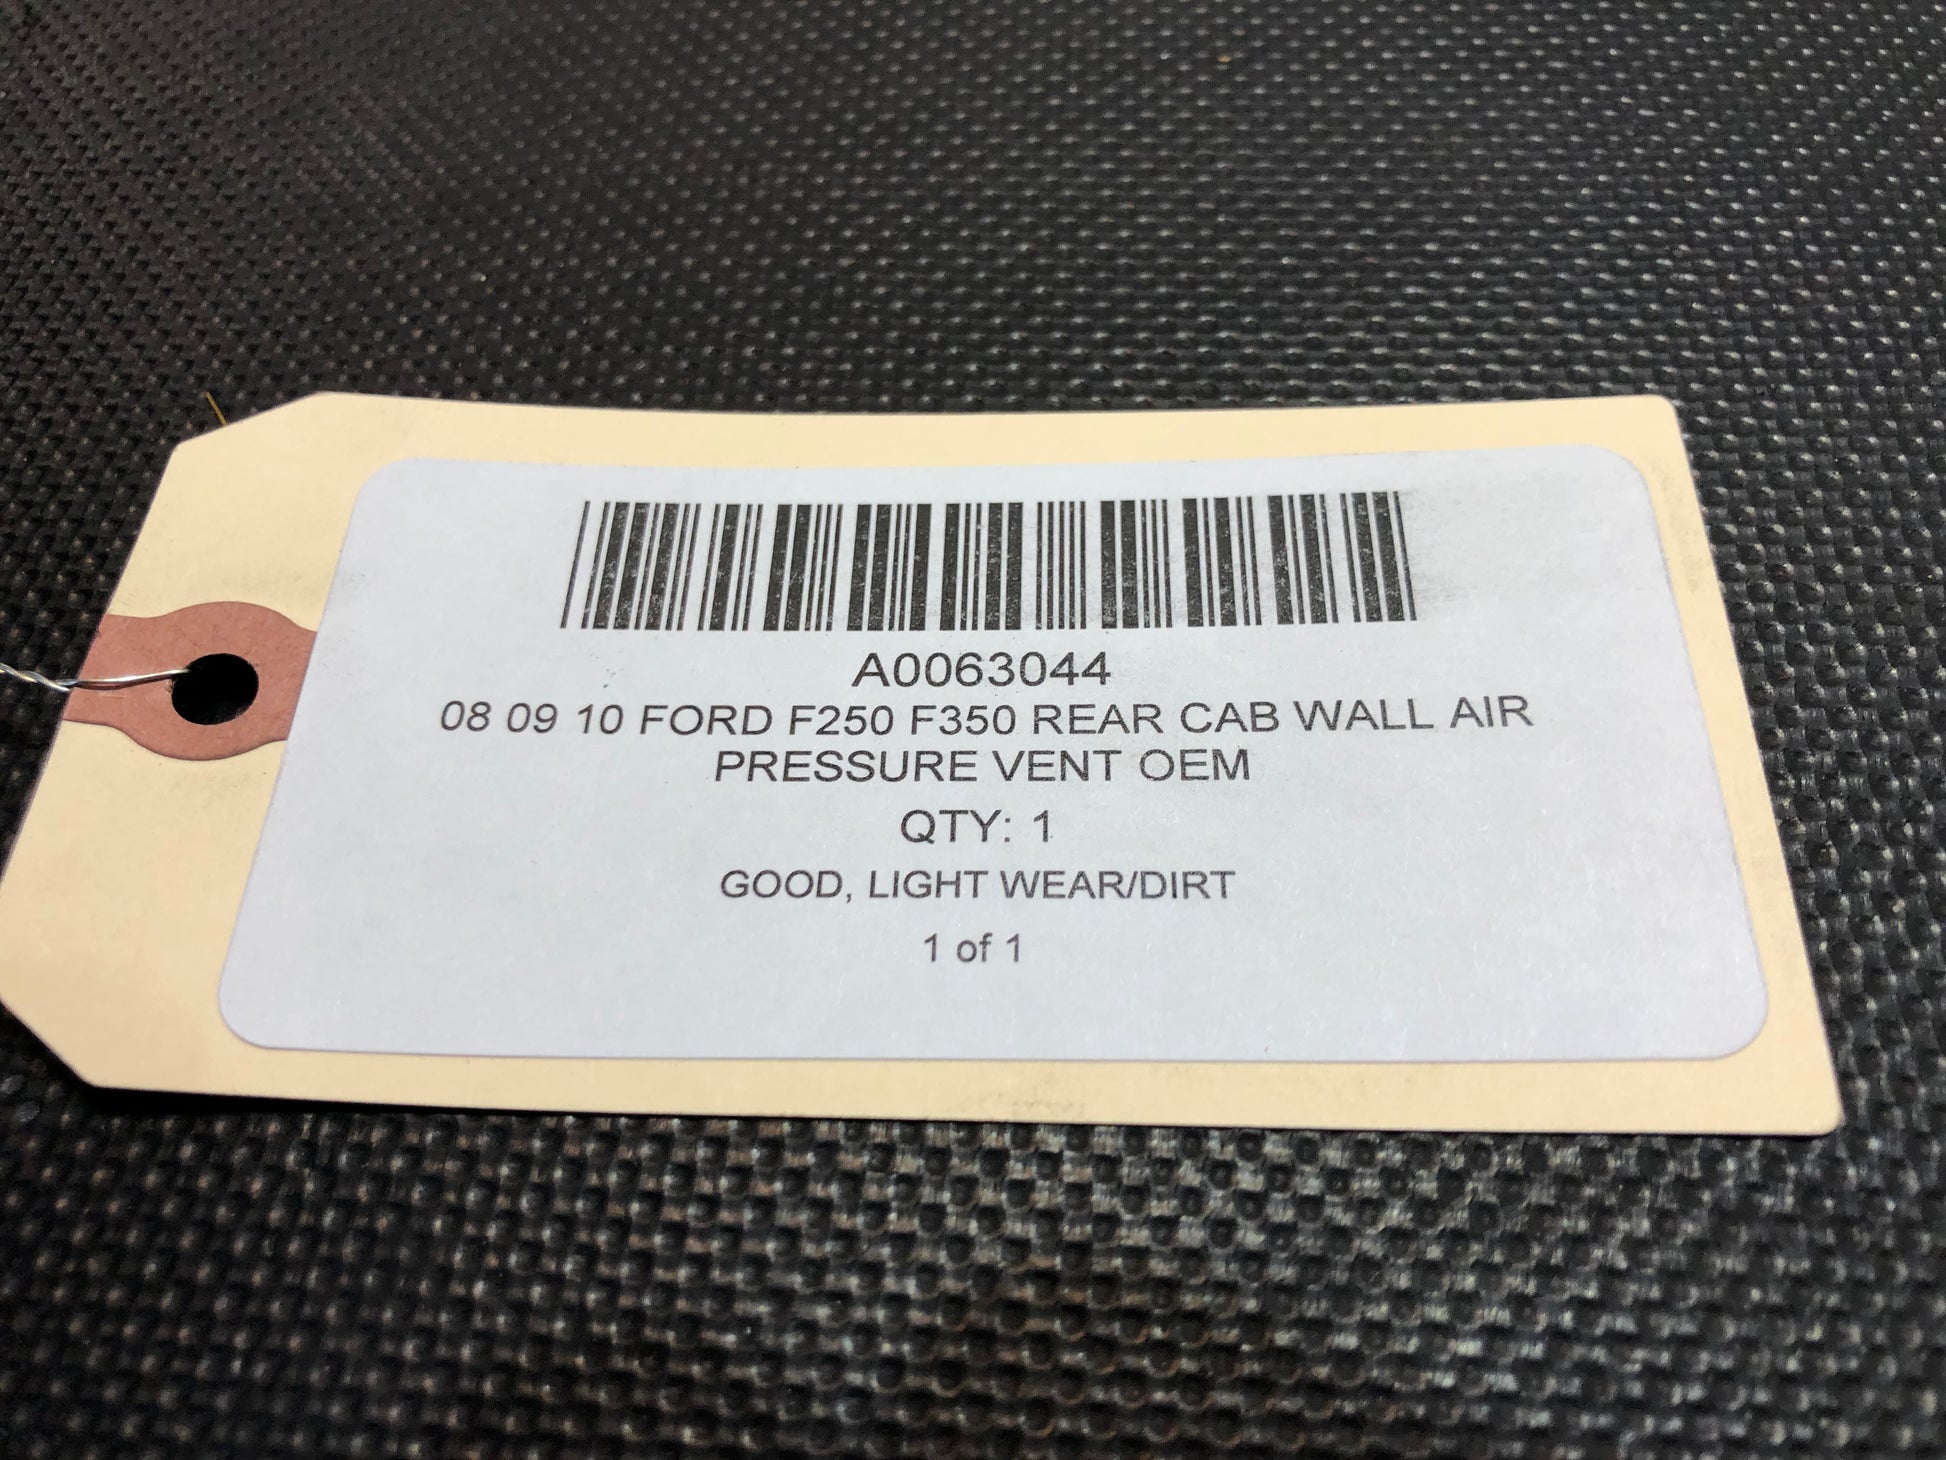 A0063044
08 09 10 FORD F250 F350 REAR CAB WALL AIR
PRESSURE VENT OEM
QTY: 1
GOOD, LIGHT WEAR/DIRT
1 of 1